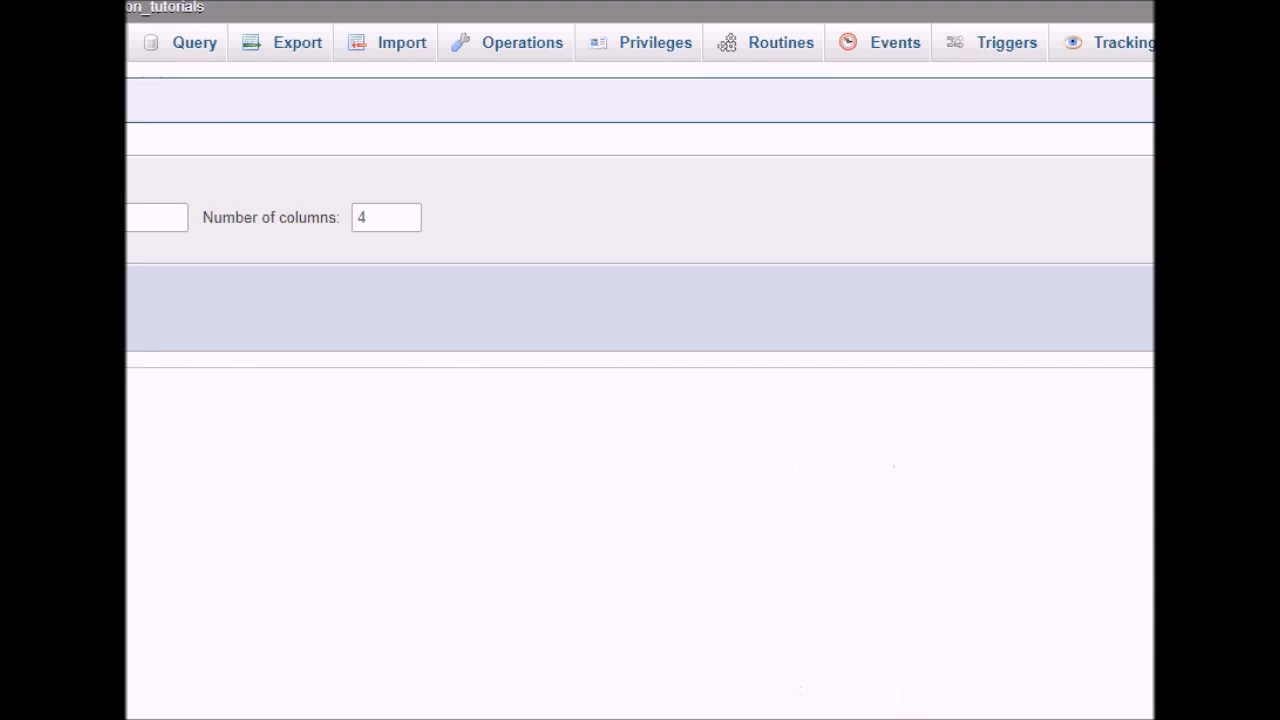 on_tutorials
Query Export Import Operations Privileges Routines Events Triggers Tracking
Number of columns: 4